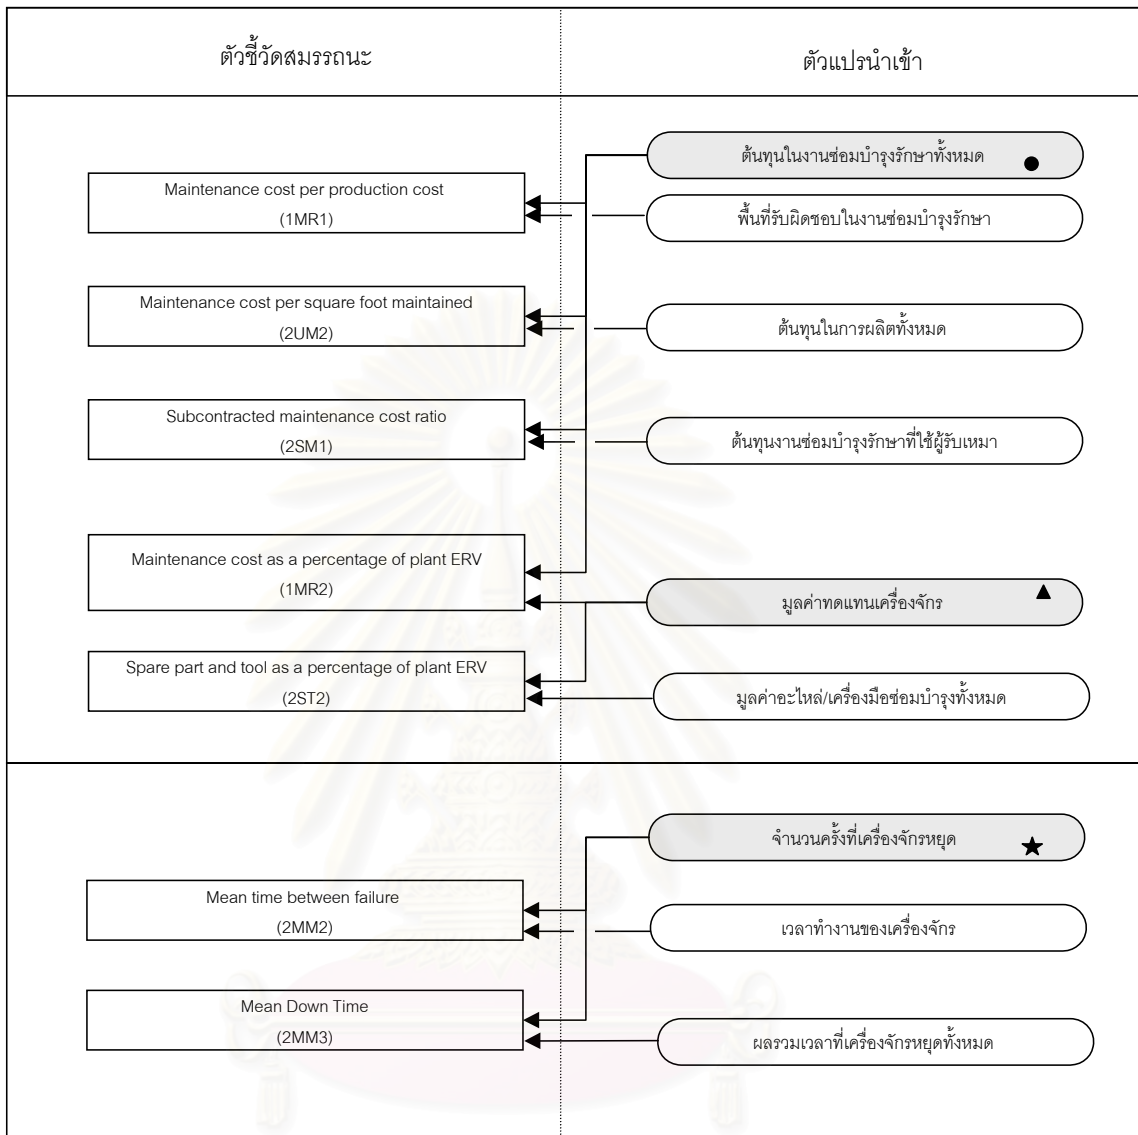 ตัวชี้วัดสมรรถนะ
ตัวแปรนำเข้า
ต้นทุนในงานซ่อมบำรุงรักษาทั้งหมด
Maintenance cost per production cost
(1MR1)
พื้นที่รับผิดชอบในงานซ่อมบำรุงรักษา
Maintenance cost per square foot maintained
(2UM2)
ต้นทุนในการผลิตทั้งหมด
Subcontracted maintenance cost ratio
(2SM1)
ต้นทุนงานซ่อมบำรุงรักษาที่ใช้ผู้รับเหมา
Maintenance cost as a percentage of plant ERV
(1MR2)
มูลค่าทดแทนเครื่องจักร
Spare part and tool as a percentage of plant ERV
(2ST2)
มูลค่าอะไหล่/เครื่องมือซ่อมบำรุงทั้งหมด
จำนวนครั้งที่เครื่องจักรหยุด
Mean time between failure
(2MM2)
เวลาทำงานของเครื่องจักร
Mean Down Time
(2MM3)
ผลรวมเวลาที่เครื่องจักรหยุดทั้งหมด